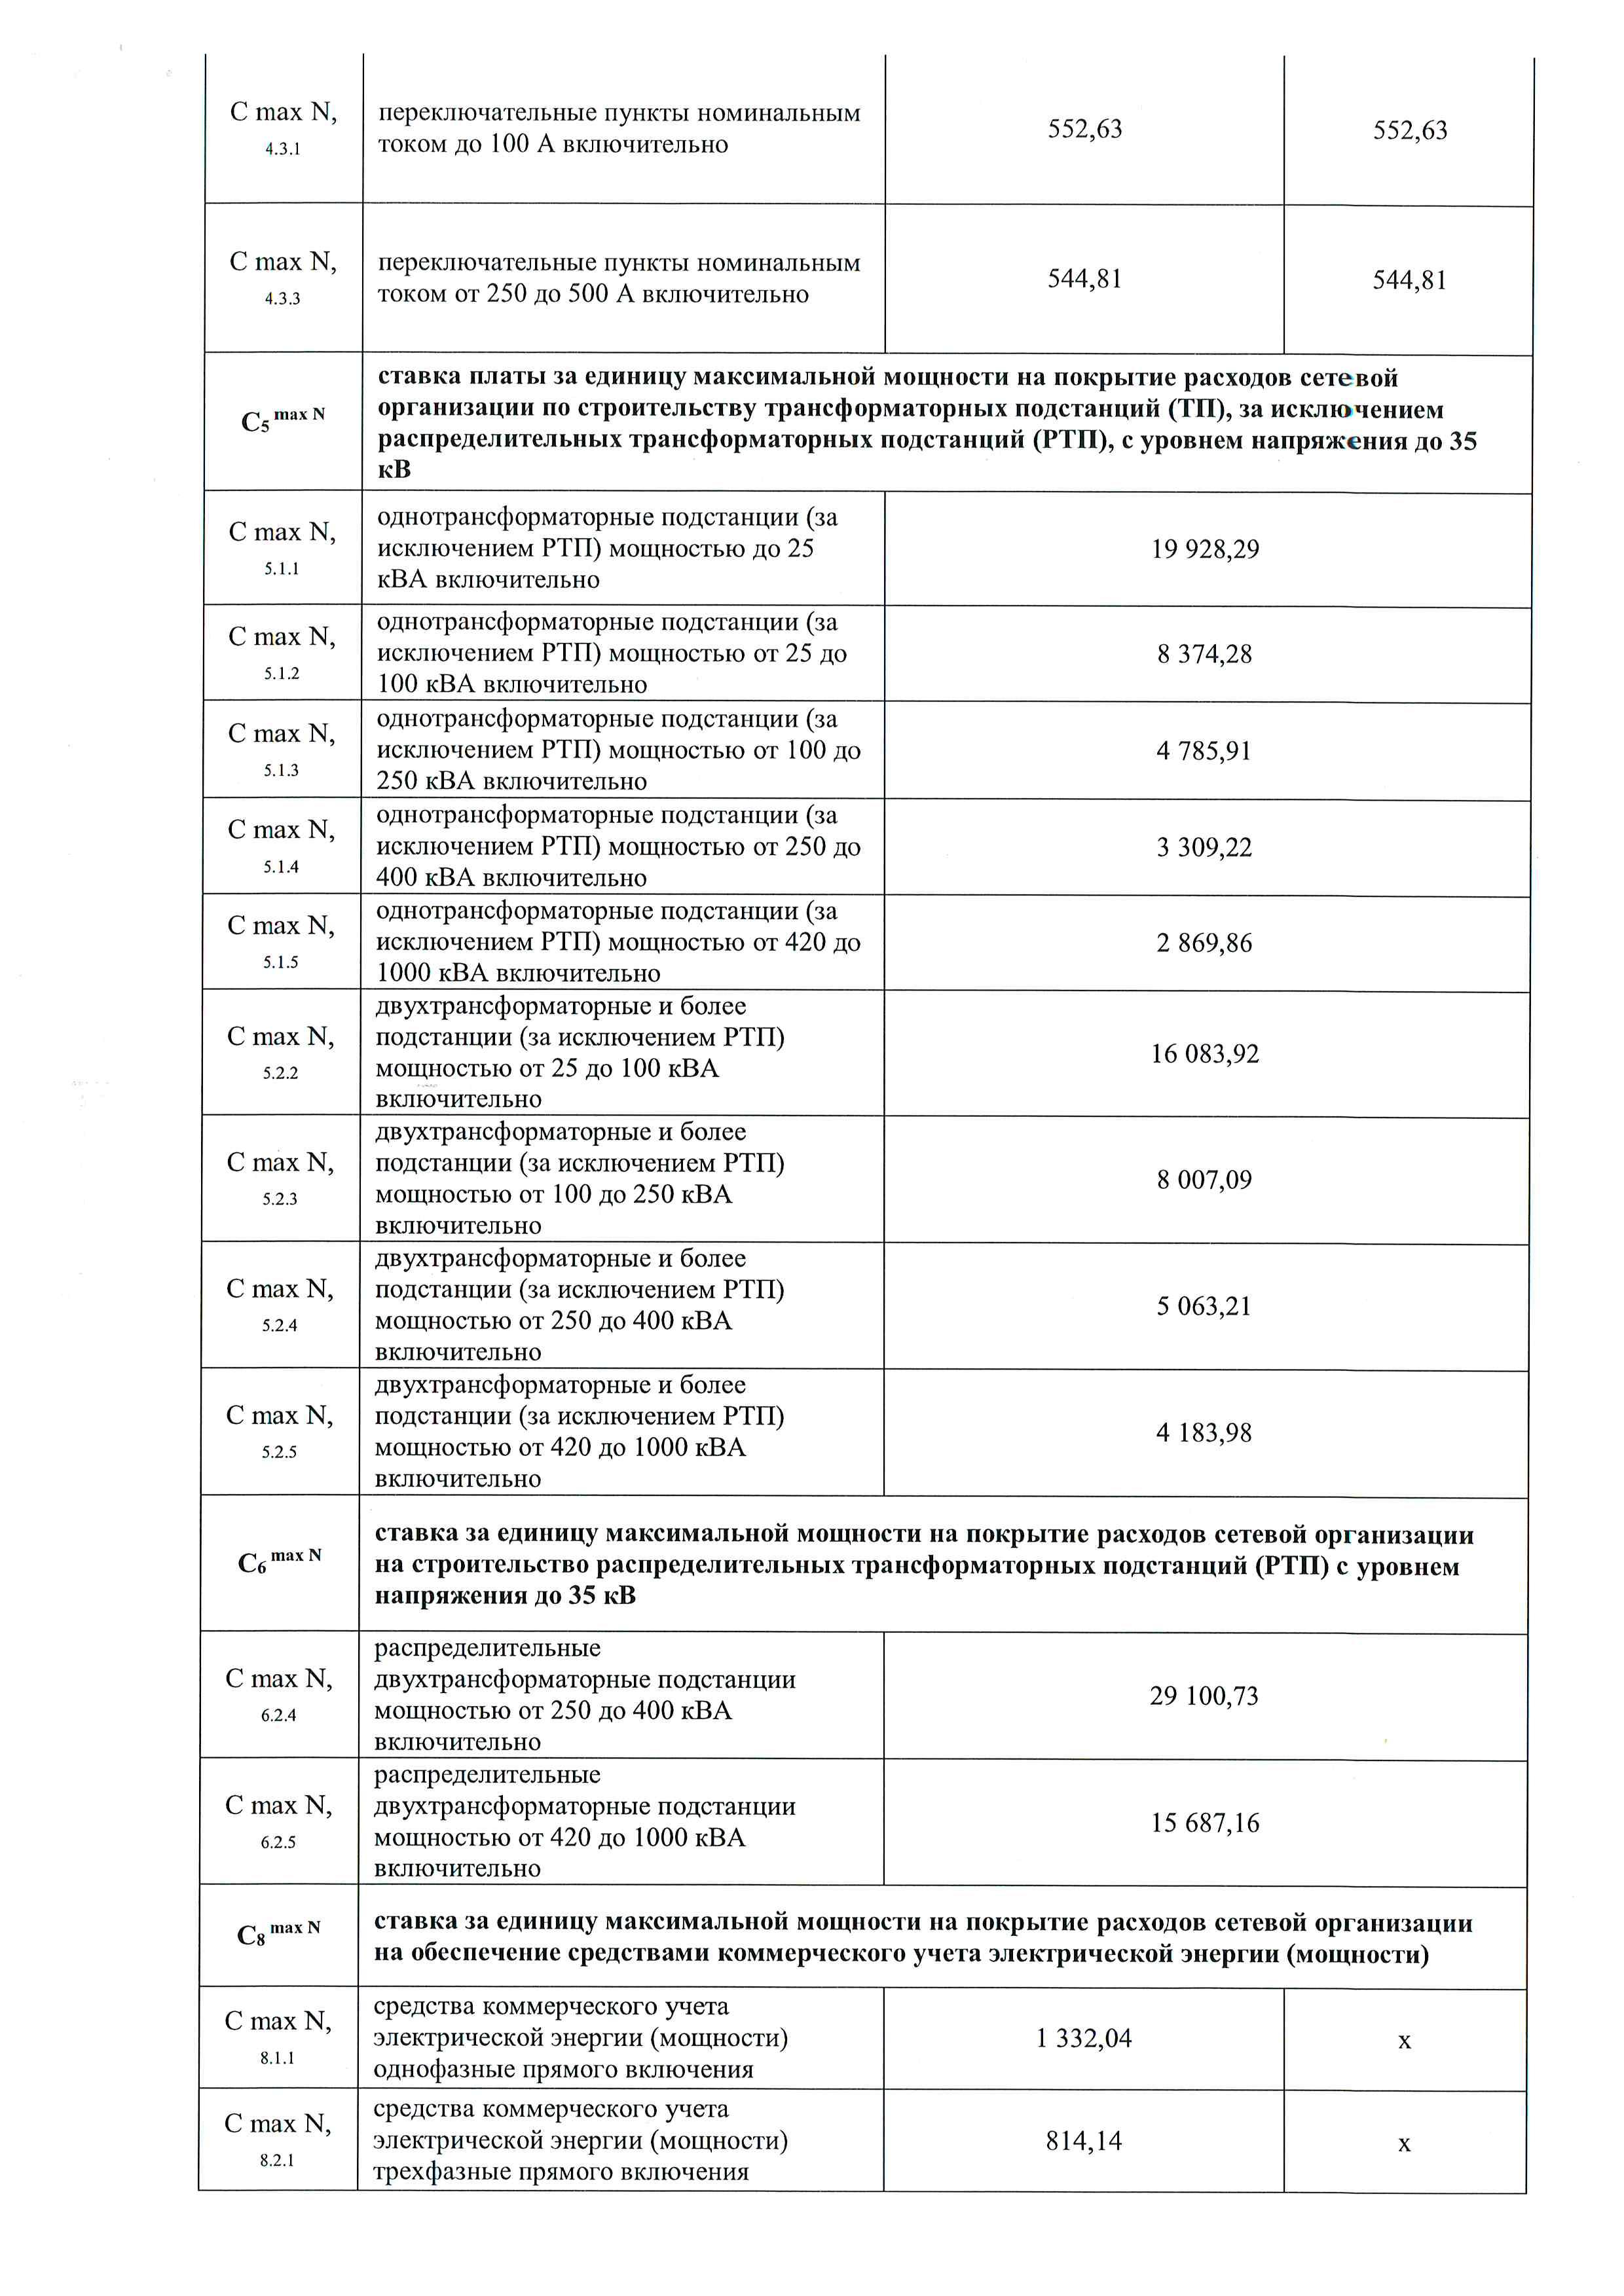 C max N,
4.3.1
переключательные пункты номинальным
током до 100 А включительно
552,63
552,63
C max N,
4.3.3
переключательные пункты номинальным
током от 250 до 500 А включительно
544,81
544,81
C5 max N
ставка платы за единицу максимальной мощности на покрытие расходов сетевой
организации по строительству трансформаторных подстанций (ТП), за исключением
распределительных трансформаторных подстанций (РТП), с уровнем напряжения до 35
кВ
C max N,
5.1.1
однотрансформаторные подстанции (за
исключением РТП) мощностью до 25
кВА включительно
19 928,29
C max N,
5.1.2
однотрансформаторные подстанции (за
исключением РТП) мощностью от 25 до
100 кВА включительно
8 374,28
C max N,
5.1.3
однотрансформаторные подстанции (за
исключением РТП) мощностью от 100 до
250 кВА включительно
4 785,91
C max N,
5.1.4
однотрансформаторные подстанции (за
исключением РТП) мощностью от 250 до
400 кВА включительно
3 309,22
C max N,
5.1.5
однотрансформаторные подстанции (за
исключением РТП) мощностью от 420 до
1000 кВА включительно
2 869,86
C max N,
5.2.2
двухтрансформаторные и более
подстанции (за исключением РТП)
мощностью от 25 до 100 кВА
включительно
16 083,92
C max N,
5.2.3
двухтрансформаторные и более
подстанции (за исключением РТП)
мощностью от 100 до 250 кВА
включительно
8 007,09
C max N,
5.2.4
двухтрансформаторные и более
подстанции (за исключением РТП)
мощностью от 250 до 400 кВА
включительно
5 063,21
C max N,
5.2.5
двухтрансформаторные и более
подстанции (за исключением РТП)
мощностью от 420 до 1000 кВА
включительно
4 183,98
C6 max N
ставка за единицу максимальной мощности на покрытие расходов сетевой организации
на строительство распределительных трансформаторных подстанций (РТП) с уровнем
напряжения до 35 кВ
C max N,
6.2.4
распределительные
двухтрансформаторные подстанции
мощностью от 250 до 400 кВА
включительно
29 100,73
C max N,
6.2.5
распределительные
двухтрансформаторные подстанции
мощностью от 420 до 1000 кВА
включительно
15 687,16
C8 max N
ставка за единицу максимальной мощности на покрытие расходов сетевой организации
на обеспечение средствами коммерческого учета электрической энергии (мощности)
C max N,
8.1.1
средства коммерческого учета
электрической энергии (мощности)
однофазные прямого включения
1 332,04
х
C max N,
8.2.1
средства коммерческого учета
электрической энергии (мощности)
трехфазные прямого включения
814,14
х